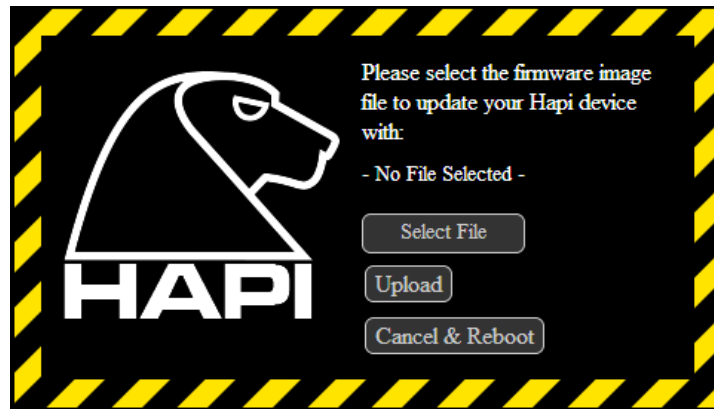 Please select the firmware image
file to update your Hapi device
with:
- No File Selected -
Select File
Upload
Cancel & Reboot
HAPI